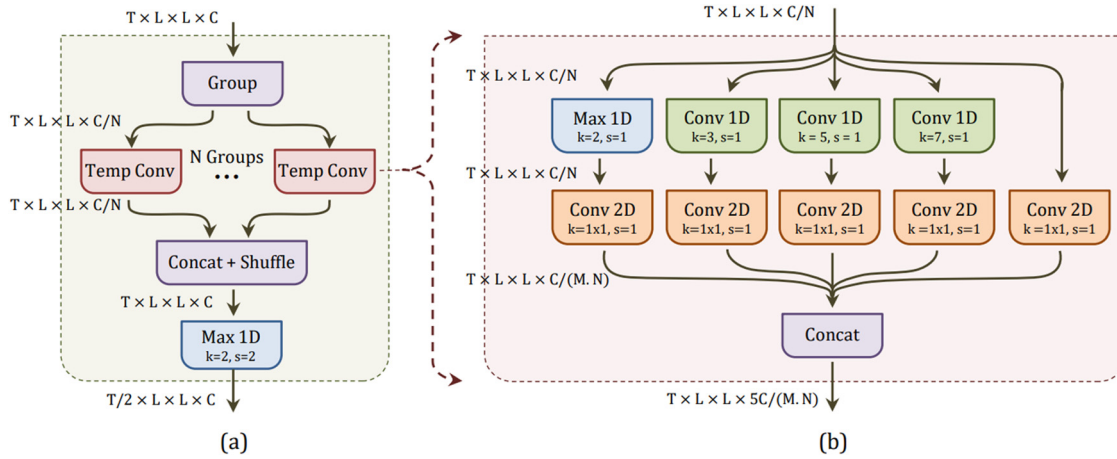 T × L × L × C
Group
T × L × L × C/N
Temp Conv
N Groups
...
Temp Conv
T × L × L × C/N
Concat + Shuffle
T × L × L × C
Max 1D
k=2, s=2
T/2 × L × L × C
(a)
T × L × L × C/N
T × L × L × C/N
Max 1D
k=2, s=1
Conv 1D
k=3, s=1
Conv 1D
k = 5, s = 1
Conv 1D
k=7, s=1
T × L × L × C/N
Conv 2D
k=1x1, s=1
Conv 2D
k=1x1, s=1
Conv 2D
k=1x1, s=1
Conv 2D
k =1x1, s=1
Conv 2D
k =1x1, s=1
T × L × L × C/(M. N)
Concat
T × L × L × 5C/(M. N)
(b)